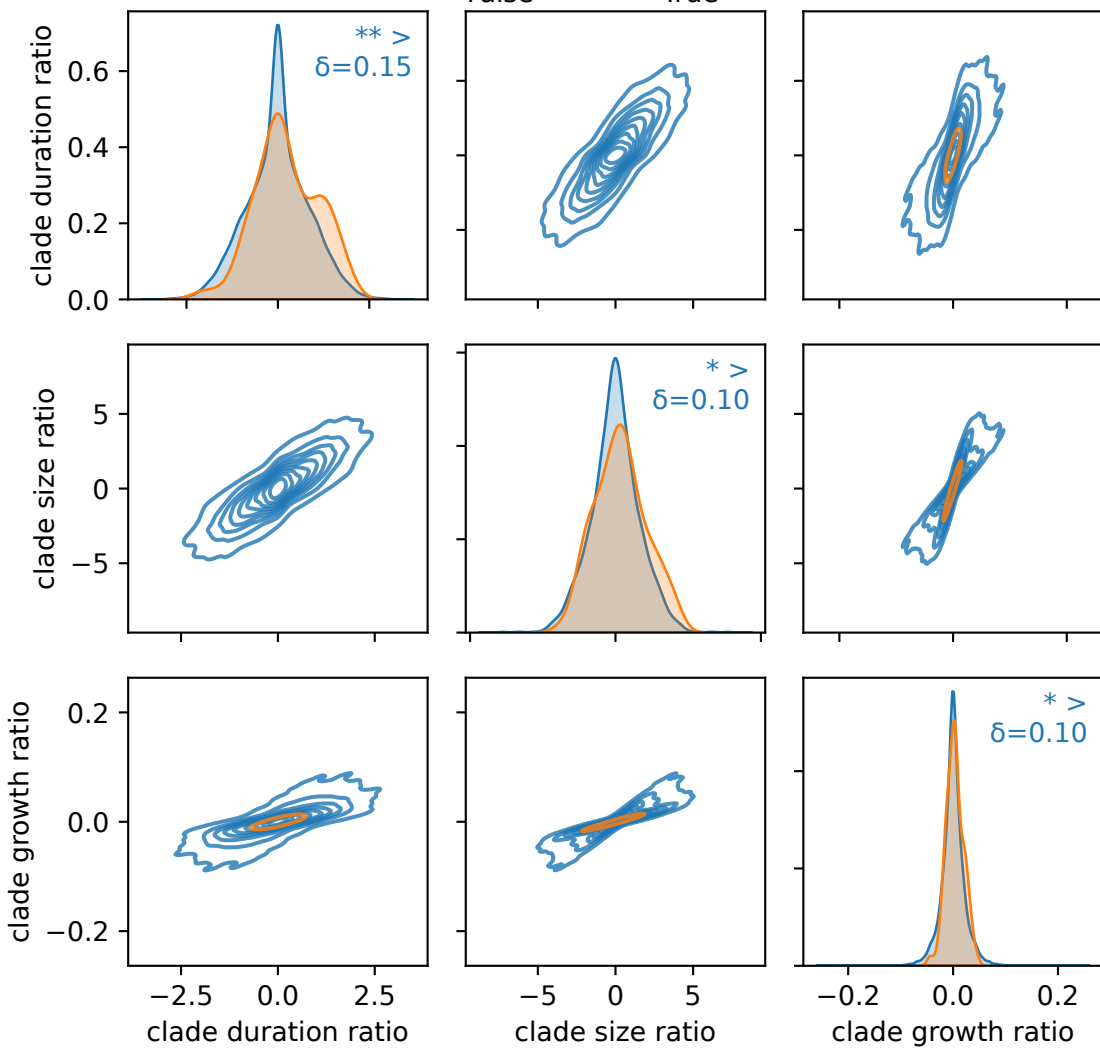 ** >
δ=0.15
clade duration ratio
0.6
0.4
0.2
0.0
* >
δ=0.10
clade size ratio
5
0
−5
* >
δ=0.10
clade growth ratio
0.2
0.0
−0.2
−2.5 0.0 2.5
−5 0 5
−0.2 0.0 0.2
clade duration ratio
clade size ratio
clade growth ratio